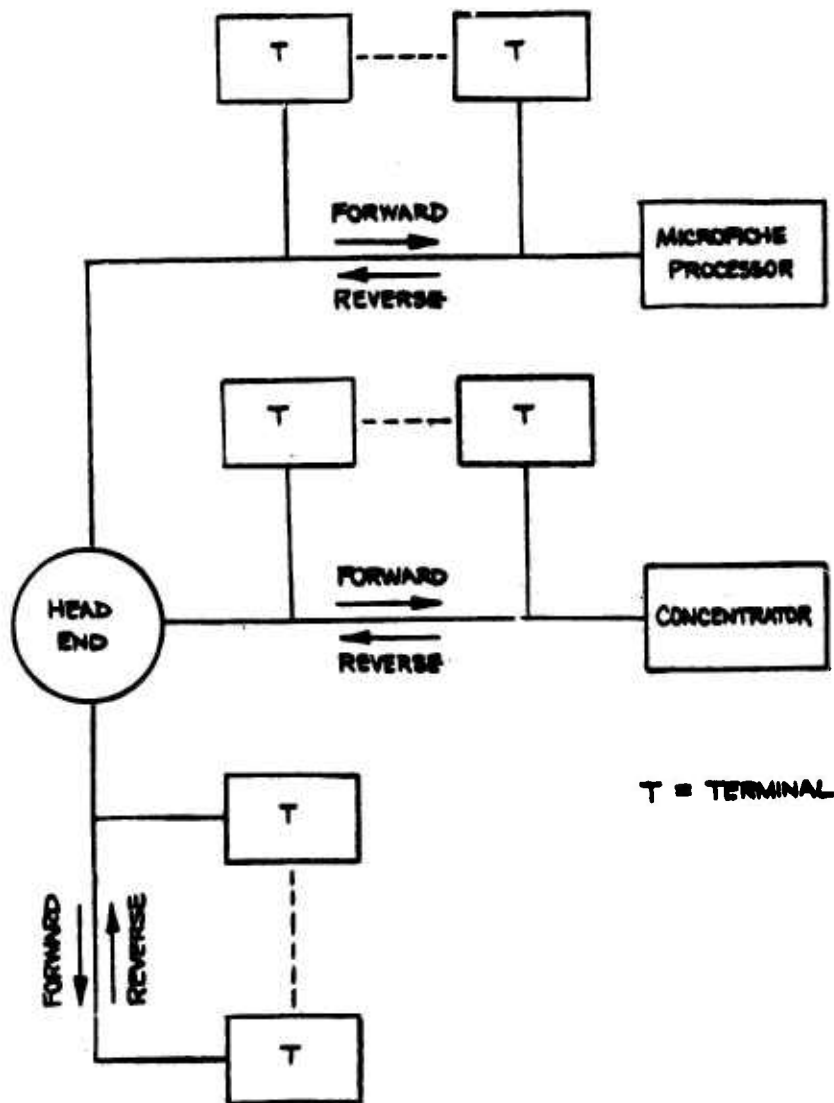 T
T
FORWARD
REVERSE
MICROFICHE
PROCESSOR
T
T
FORWARD
REVERSE
HEAD
END
CONCENTRATOR
T = TERMINAL
T
FORWARD
REVERSE
T